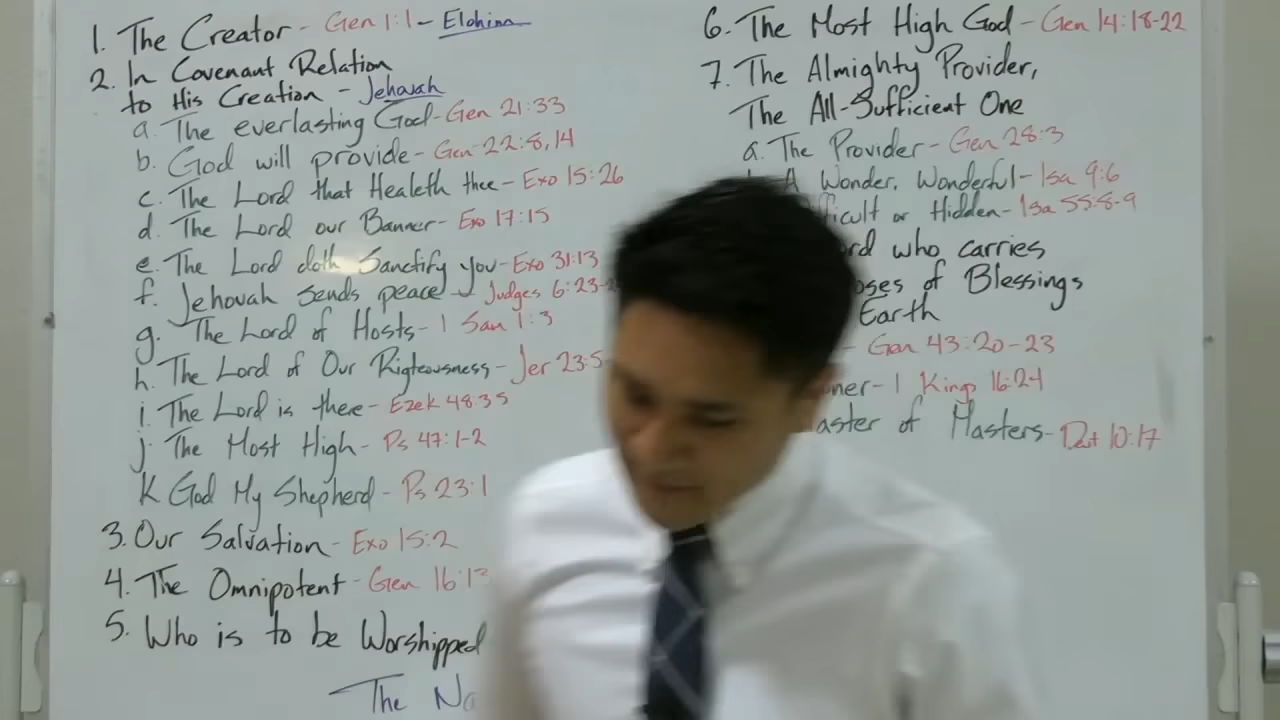 1. The Creator - Gen 1:1 - Elohim
2. In Covenant Relation
to His Creation - Jehovah
a. The everlasting God - Gen 21:33
b. God will provide - Gen 22:8,14
c. The Lord that Healeth thee - Exo 15:26
d. The Lord our Banner - Exo 17:15
e. The Lord doth Sanctify you - Exo 31:13
f. Jehovah sends peace - Judges 6:23-
g. The Lord of Hosts - 1 Sam 1:3
h. The Lord of Our Righteousness - Jer 23:5
i. The Lord is there - Ezek 48:35
j. The Most High - Ps 47:1-2
K God My Shepherd - Ps 23:1
3. Our Salvation - Exo 15:2
4. The Omnipotent - Gen 16:1
5. Who is to be Worshipped
The Na
6. The Most High God - Gen 14:18-22
7. The Almighty Provider,
The All-Sufficient One
a. The Provider - Gen 28:3
A Wonder, Wonderful - Isa 9:6
ficult or Hidden - Isa 55:8-9
rd who carries
oses of Blessings
Earth
- Gen 43:20-23
ner - 1 Kings 16:24
aster of Masters - Deut 10:17